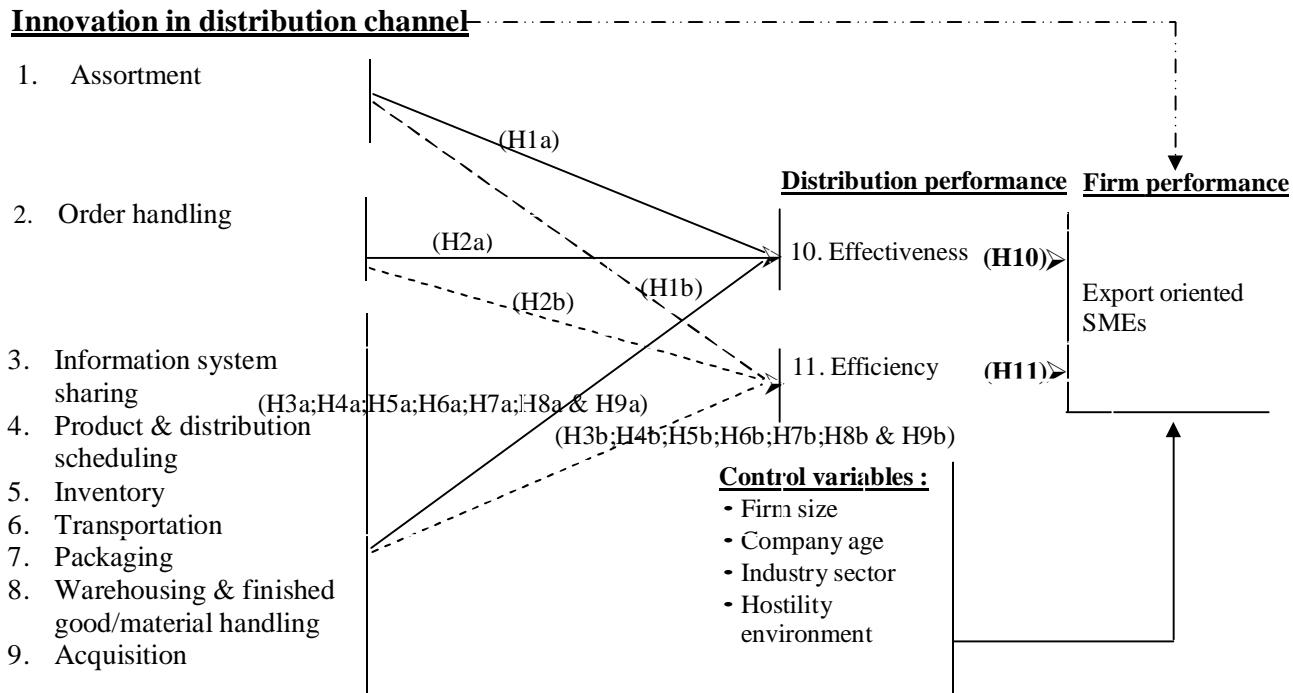 Innovation in distribution channel
1. Assortment
(H1a)
Distribution performance
Firm performance
2. Order handling
(H2a)
10. Effectiveness
(H10)
(H1b)
(H2b)
Export oriented
SMEs
3. Information system
sharing
11. Efficiency
(H11)
(H3a;H4a;H5a;H6a;H7a;H8a & H9a)
4. Product & distribution
scheduling
(H3b;H4b;H5b;H6b;H7b;H8b & H9b)
5. Inventory
6. Transportation
7. Packaging
8. Warehousing & finished
good/material handling
9. Acquisition
Control variables :
• Firm size
• Company age
• Industry sector
• Hostility
environment